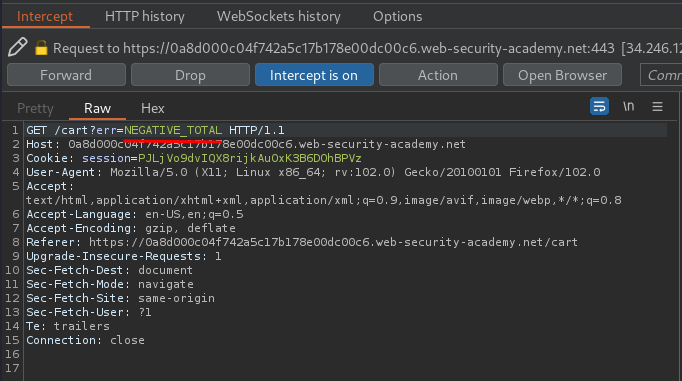 Intercept HTTP history WebSockets history Options
Request to https://0a8d000c04f742a5c17b178e00dc00c6.web-security-academy.net:443 [34.246.12
Forward Drop Intercept is on Action Open Browser Comm
Pretty Raw Hex \n
1 GET /cart?err=NEGATIVE_TOTAL HTTP/1.1
2 Host: 0a8d000c04f742a5c17b178e00dc00c6.web-security-academy.net
3 Cookie: session=PJLjVo9dvIQX8rijkAuOxK3B6DOhBPVz
4 User-Agent: Mozilla/5.0 (X11; Linux x86_64; rv:102.0) Gecko/20100101 Firefox/102.0
5 Accept:
text/html,application/xhtml+xml,application/xml;q=0.9,image/avif,image/webp,*/*;q=0.8
6 Accept-Language: en-US,en;q=0.5
7 Accept-Encoding: gzip, deflate
8 Referer: https://0a8d000c04f742a5c17b178e00dc00c6.web-security-academy.net/cart
9 Upgrade-Insecure-Requests: 1
10 Sec-Fetch-Dest: document
11 Sec-Fetch-Mode: navigate
12 Sec-Fetch-Site: same-origin
13 Sec-Fetch-User: ?1
14 Te: trailers
15 Connection: close
16
17